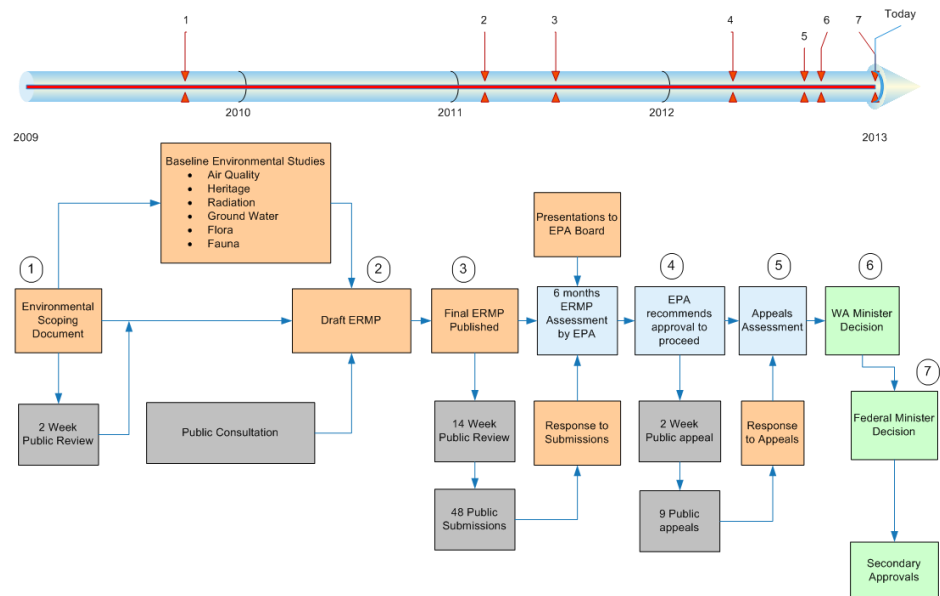 Today
1
2
3
4
5
6
7
2010
2011
2012
2009
2013
Baseline Environmental Studies
• Air Quality
• Heritage
• Radiation
• Ground Water
• Flora
• Fauna
Presentations to
EPA Board
1
2
3
4
5
6
Environmental
Scoping
Document
Draft ERMP
Final ERMP
Published
6 months
ERMP
Assessment
by EPA
EPA
recommends
approval to
proceed
Appeals
Assessment
WA Minister
Decision
7
2 Week
Public Review
Public Consultation
14 Week
Public Review
Response to
Submissions
2 Week
Public appeal
Response to
Appeals
Federal Minister
Decision
48 Public
Submissions
9 Public
appeals
Secondary
Approvals